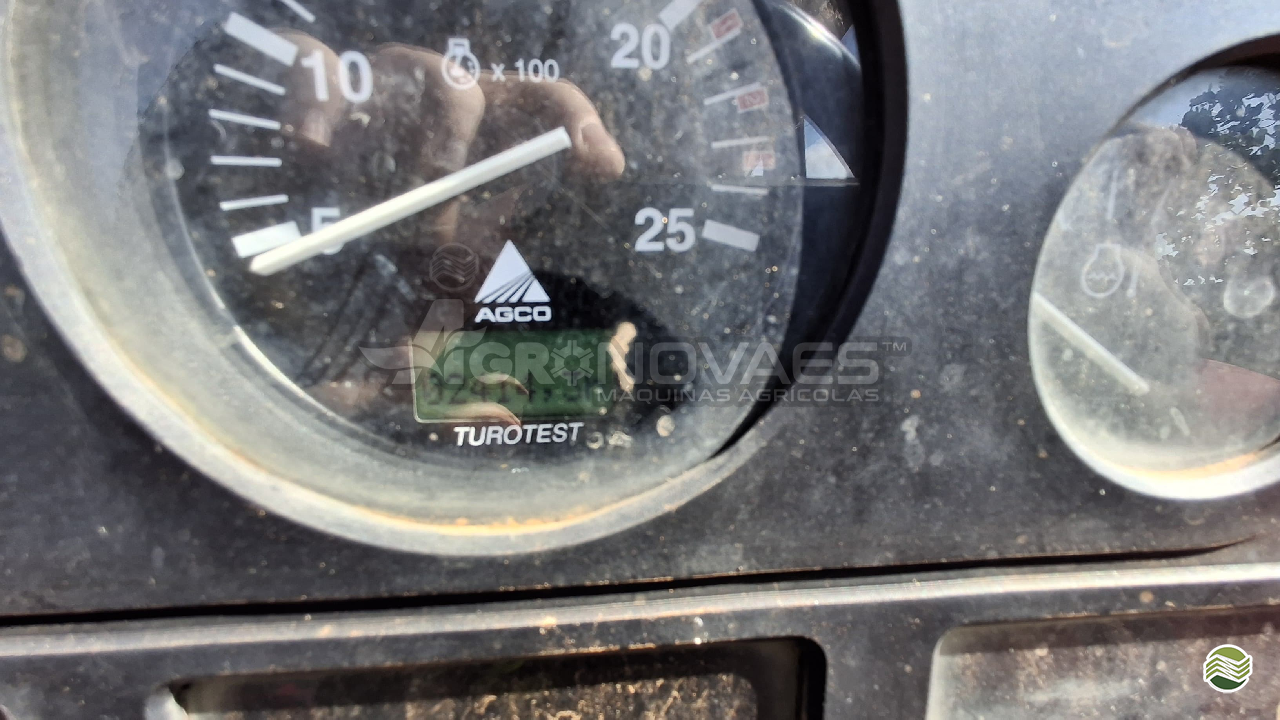 10
x 100
20
5
25
AGCO
AGRONOVAES™
MÁQUINAS AGRÍCOLAS
TUROTEST